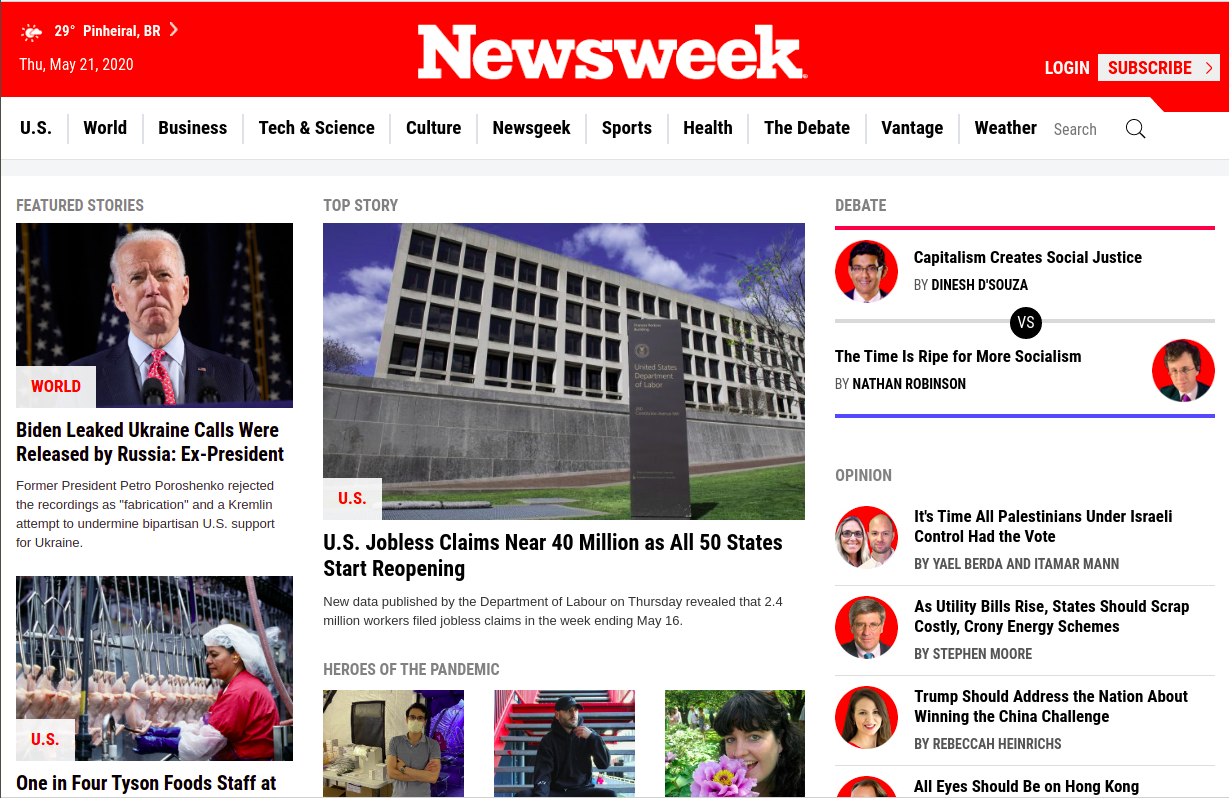 29° Pinheiral, BR
Thu, May 21, 2020
Newsweek
LOGIN SUBSCRIBE
U.S. World Business Tech & Science Culture Newsgeek Sports Health The Debate Vantage Weather Search
FEATURED STORIES
WORLD
Biden Leaked Ukraine Calls Were
Released by Russia: Ex-President
Former President Petro Poroshenko rejected
the recordings as "fabrication" and a Kremlin
attempt to undermine bipartisan U.S. support
for Ukraine.
U.S.
One in Four Tyson Foods Staff at
TOP STORY
United States
Department
of Labor
U.S.
U.S. Jobless Claims Near 40 Million as All 50 States
Start Reopening
New data published by the Department of Labour on Thursday revealed that 2.4
million workers filed jobless claims in the week ending May 16.
HEROES OF THE PANDEMIC
DEBATE
Capitalism Creates Social Justice
BY DINESH D'SOUZA
VS
The Time Is Ripe for More Socialism
BY NATHAN ROBINSON
OPINION
It's Time All Palestinians Under Israeli
Control Had the Vote
BY YAEL BERDA AND ITAMAR MANN
As Utility Bills Rise, States Should Scrap
Costly, Crony Energy Schemes
BY STEPHEN MOORE
Trump Should Address the Nation About
Winning the China Challenge
BY REBECCAH HEINRICHS
All Eyes Should Be on Hong Kong